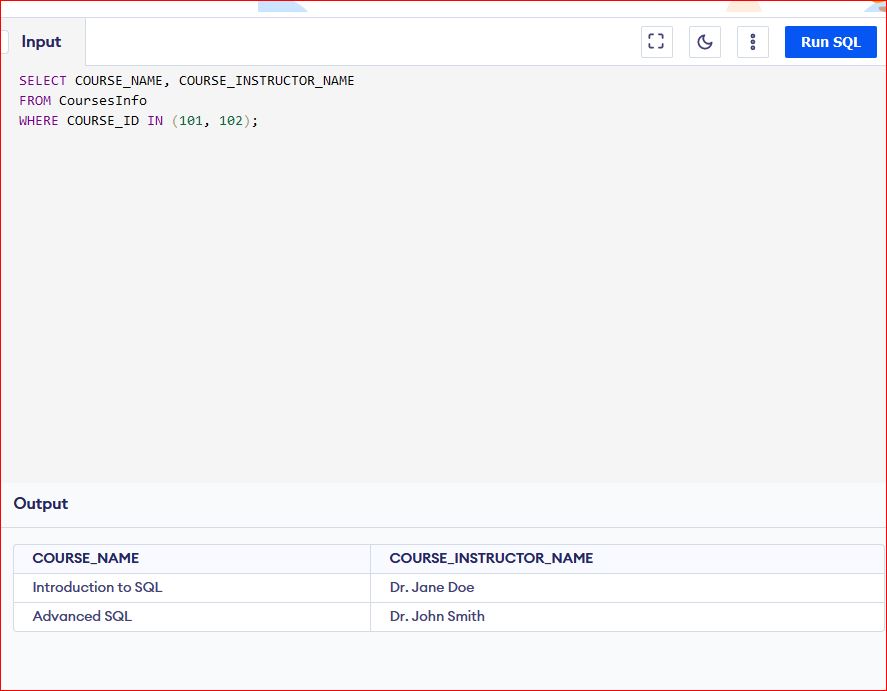 Input
Run SQL
SELECT COURSE_NAME, COURSE_INSTRUCTOR_NAME
FROM CoursesInfo
WHERE COURSE_ID IN (101, 102);
Output
COURSE_NAME COURSE_INSTRUCTOR_NAME
Introduction to SQL Dr. Jane Doe
Advanced SQL Dr. John Smith